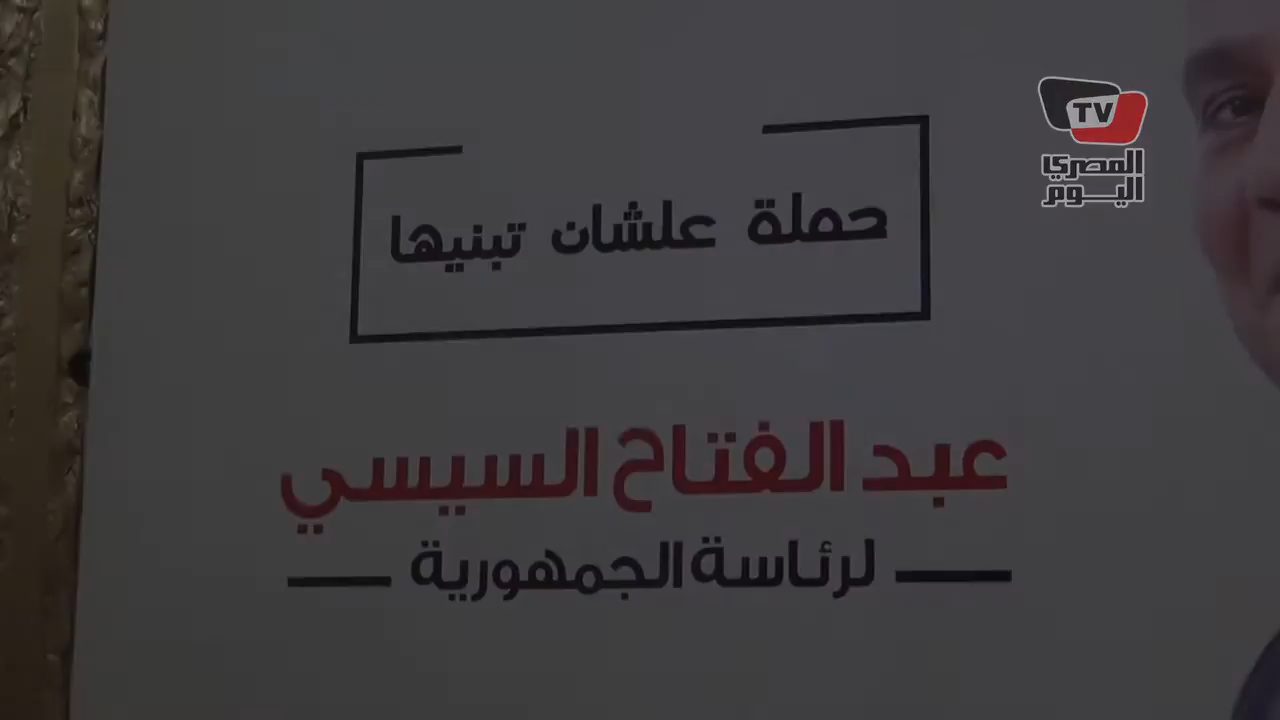 TV
المصري
اليوم
حملة علشان تبنيها
عبد الفتاح السيسي
لرئاسة الجمهورية